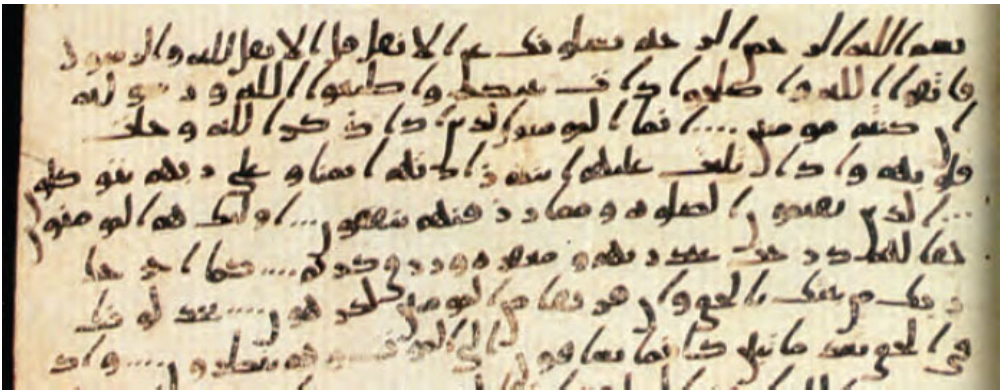 بسم الله الرحمن الرحيم يسلونك عن الانفل قل الانفل لله والرسول
فاتقوا الله واصلحوا ذات بينكم واطيعوا الله ورسوله
ان كنتم مومنين .... انما المومنون الذين اذا ذكر الله وجلت
قلوبهم واذا تليت عليهم ايته زادتهم ايمنا وعلى ربهم يتوكلو
ن ... الذين يقيمون الصلوه ومما رزقنهم ينفقون ... اوليك هم المومنون
حقا لهم درجت عند ربهم ومغفره ورزق كريم .... كما اخرجك
ربك من بيتك بالحق وان فريقا من المومنين لكرهون .... يجدلونك
في الحق بعد ما تبين كانما يساقون الى الموت وهم ينظرون .... واذ